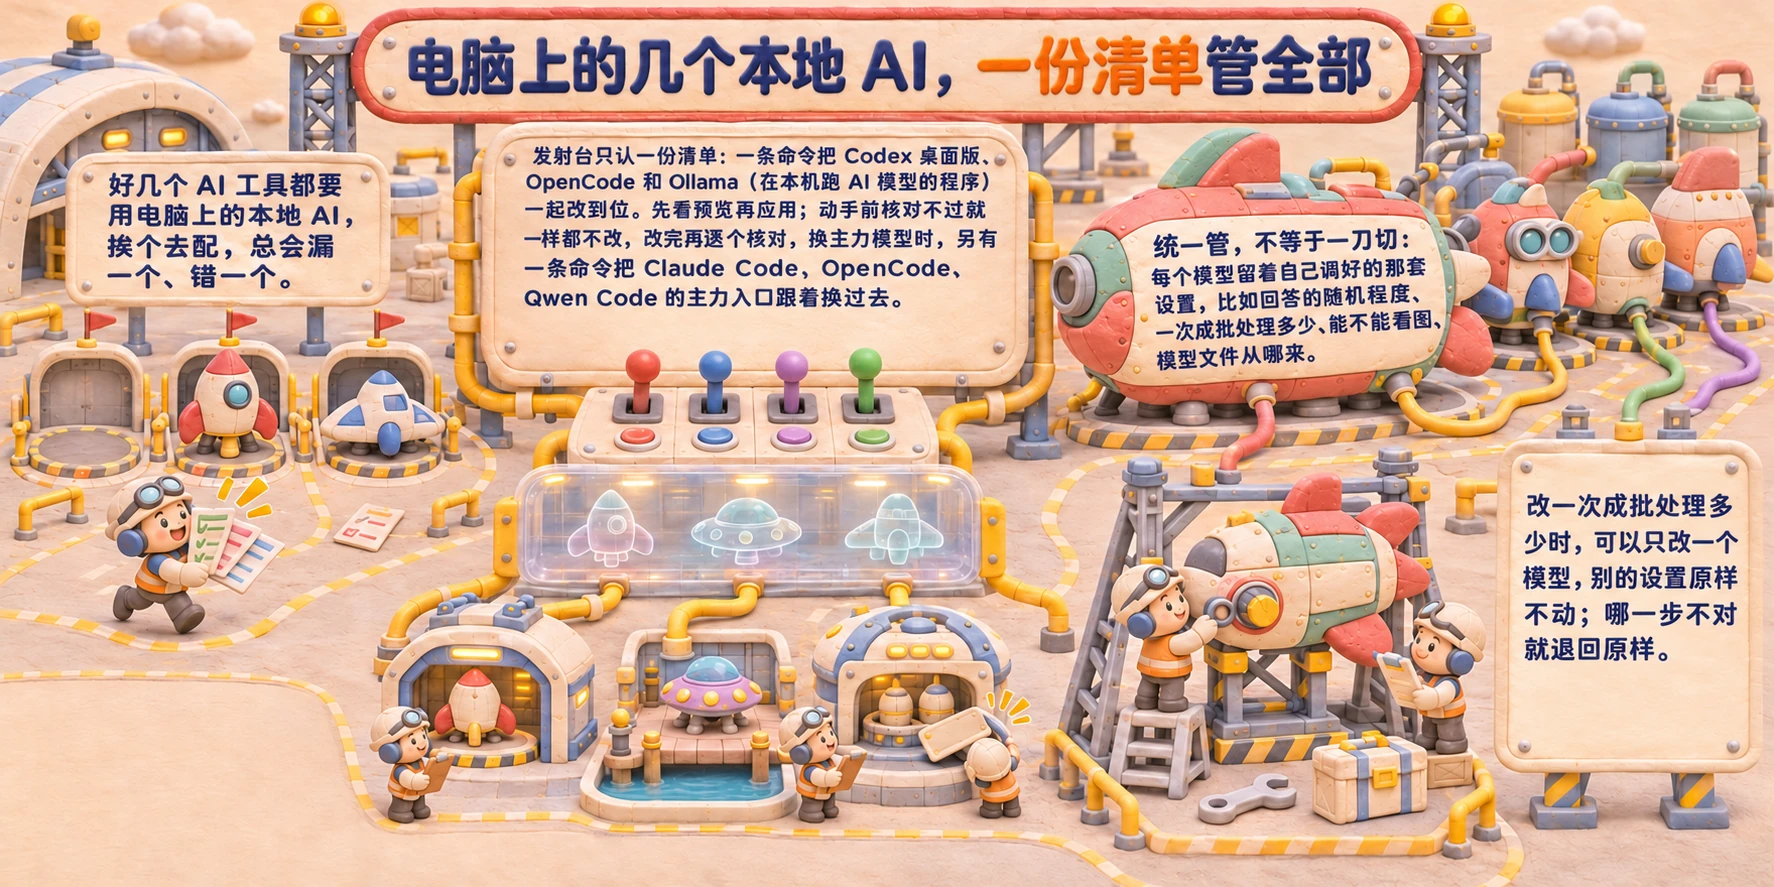 电脑上的几个本地 AI，一份清单管全部
好几个 AI 工具都要
用电脑上的本地 AI，
挨个去配，总会漏
一个、错一个。
发射台只认一份清单：一条命令把 Codex 桌面版、
OpenCode 和 Ollama（在本机跑 AI 模型的程序）
一起改到位。先看预览再应用；动手前核对不过就
一样都不改，改完再逐个核对，换主力模型时，另有
一条命令把 Claude Code、OpenCode、
Qwen Code 的主力入口跟着换过去。
统一管，不等于一刀切：
每个模型留着自己调好的那套
设置，比如回答的随机程度、
一次成批处理多少、能不能看图、
模型文件从哪来。
改一次成批处理多
少时，可以只改一个
模型，别的设置原样
不动；哪一步不对
就退回原样。